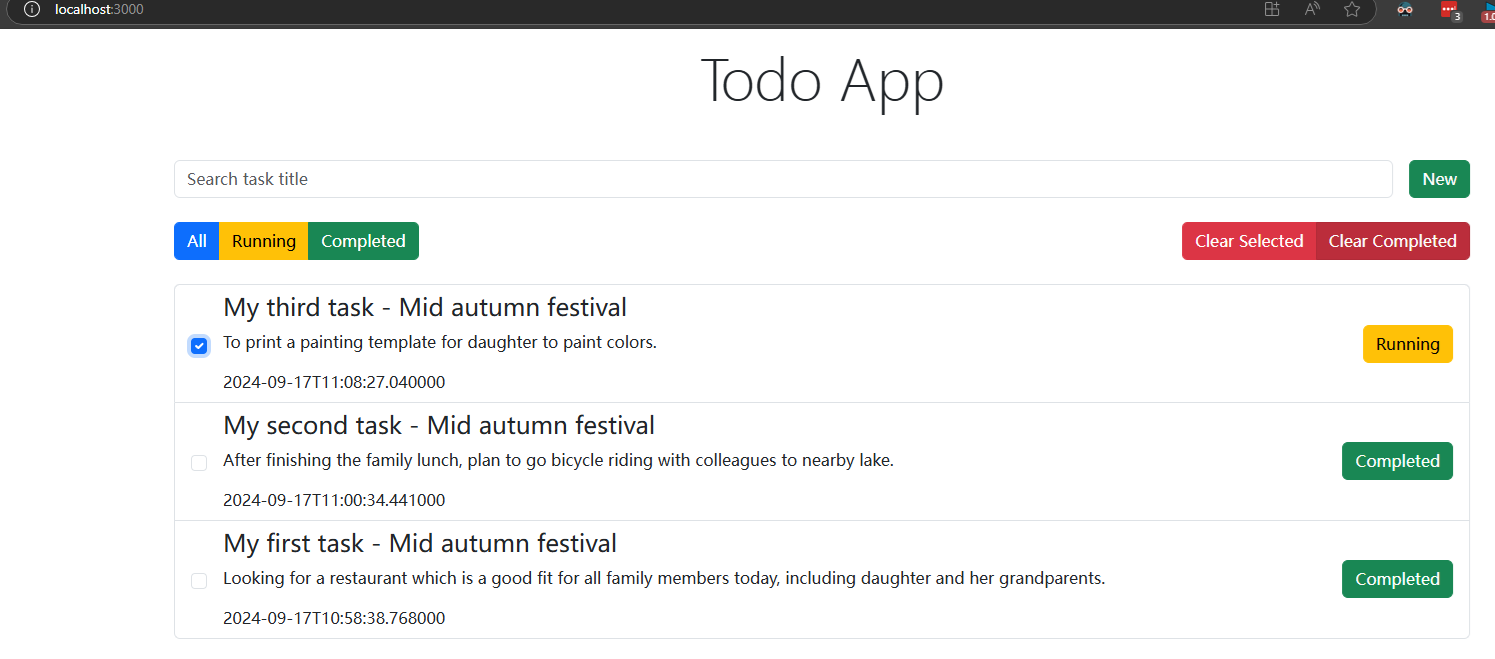 localhost:3000
3
1.0
Todo App
Search task title
New
All Running Completed
Clear Selected Clear Completed
My third task - Mid autumn festival
To print a painting template for daughter to paint colors.
Running
2024-09-17T11:08:27.040000
My second task - Mid autumn festival
After finishing the family lunch, plan to go bicycle riding with colleagues to nearby lake.
Completed
2024-09-17T11:00:34.441000
My first task - Mid autumn festival
Looking for a restaurant which is a good fit for all family members today, including daughter and her grandparents.
Completed
2024-09-17T10:58:38.768000